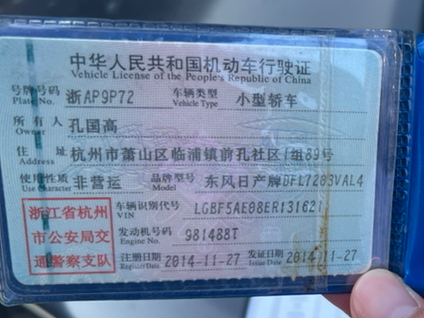 中华人民共和国机动车行驶证
Vehicle License of the People's Republic of China
号牌号码 浙AP9P72 车辆类型 小型轿车
Plate No. Vehicle Type
所有人 孔国高
Owner
住址 杭州市萧山区临浦镇前孔社区1组89号
Address
使用性质 非营运 品牌型号 东风日产牌DFL7203VAL4
Use Character Model
浙江省杭州
市公安局交
通警察支队
车辆识别代号 LGBF5AE08ER131621
VIN
发动机号码 981488T
Engine No.
注册日期 2014-11-27 发证日期 2014-11-27
Register Date Issue Date